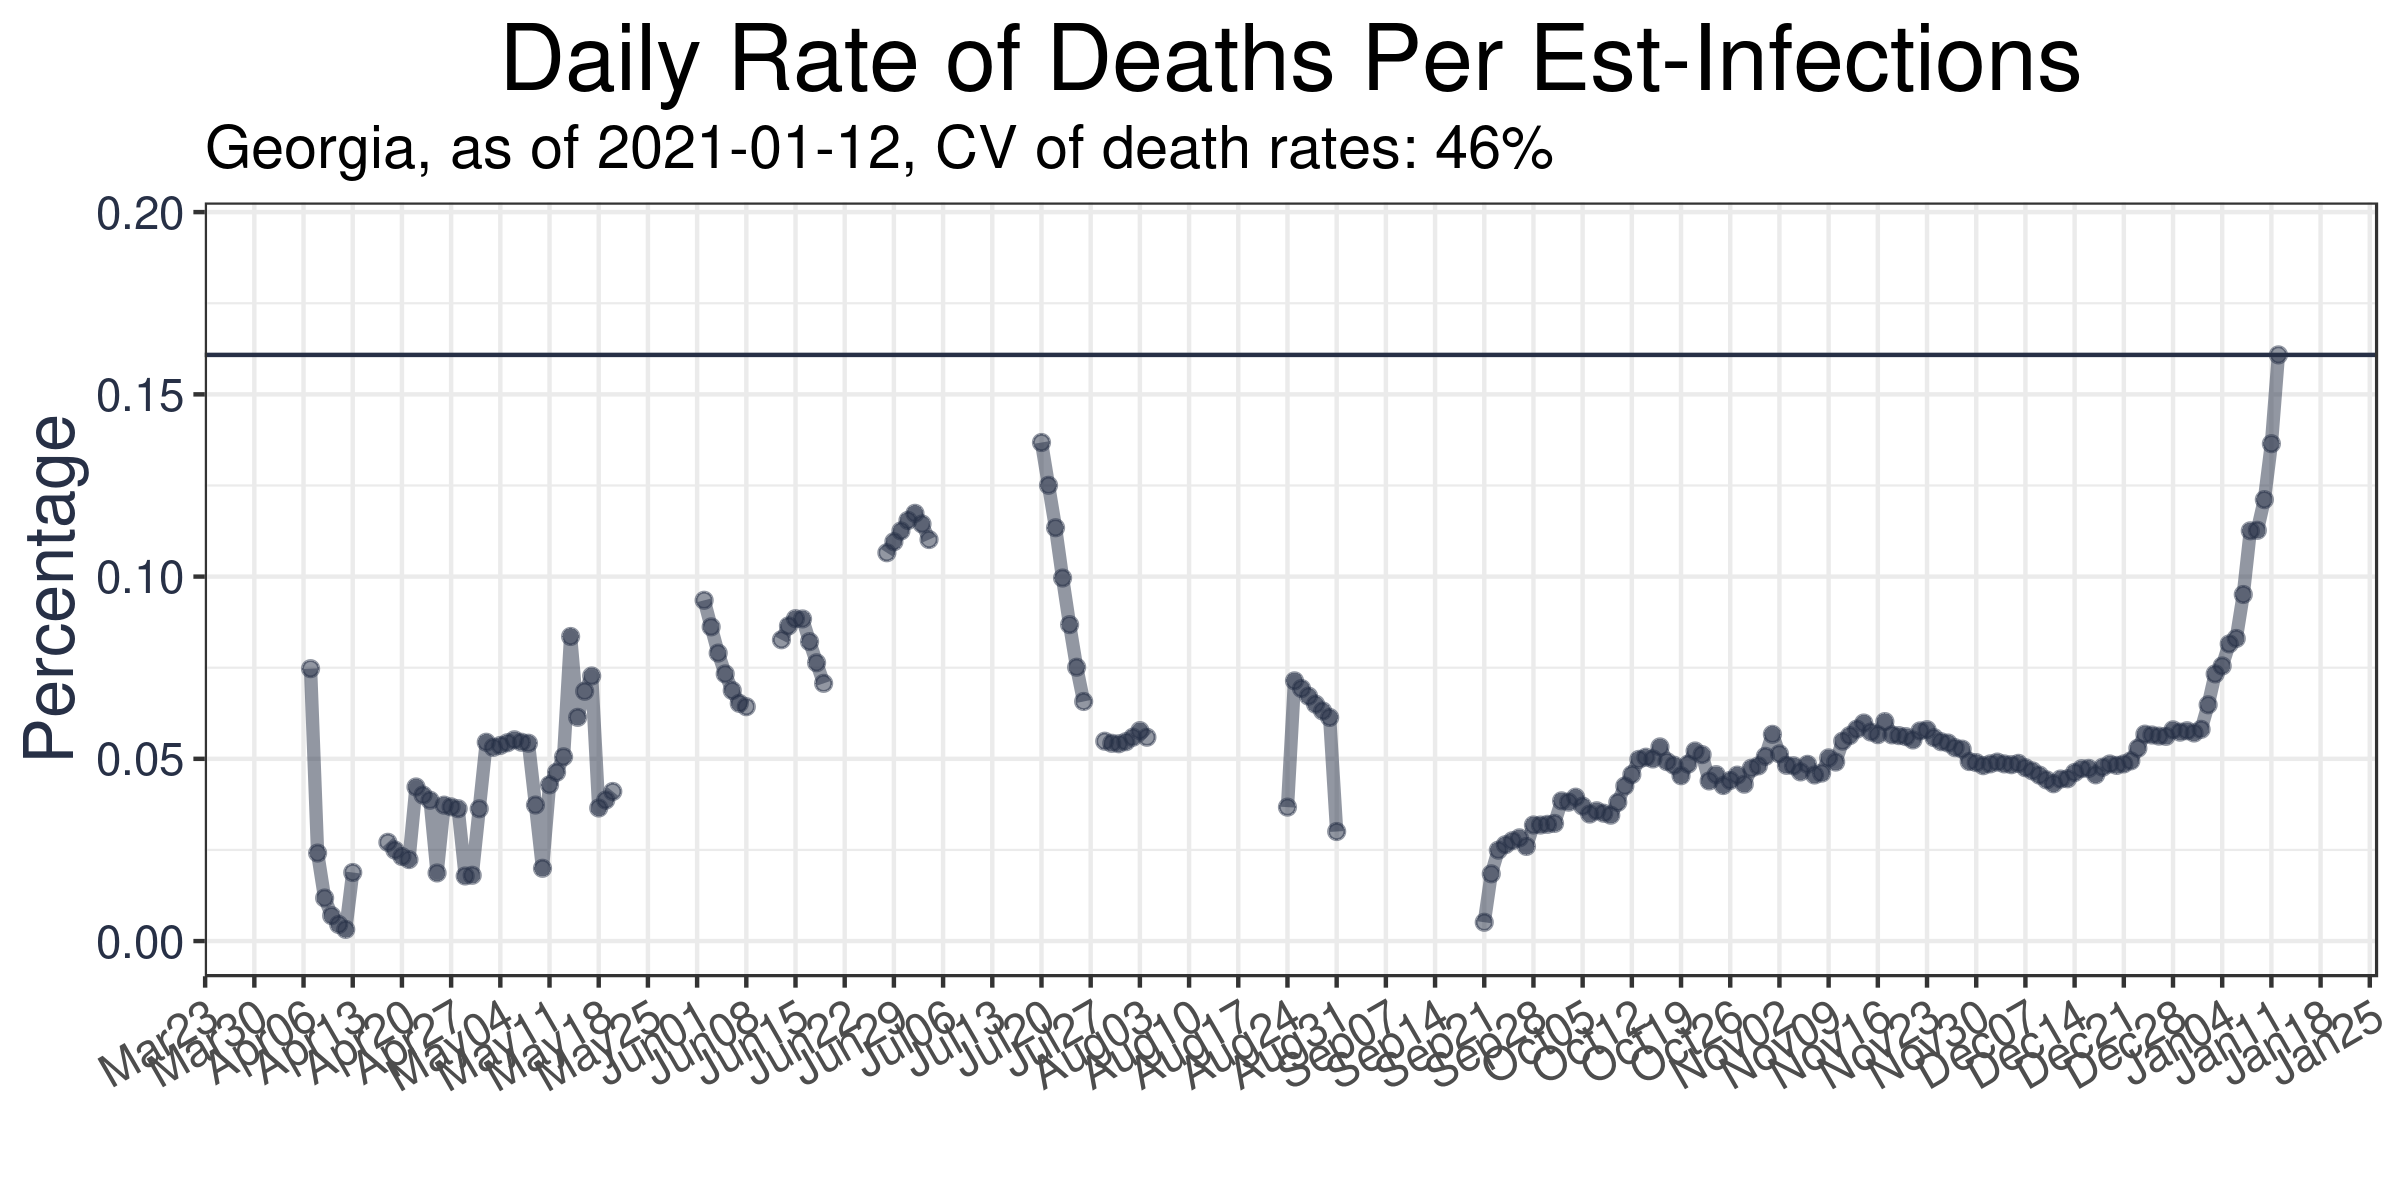 Daily Rate of Deaths Per Est-Infections
Georgia, as of 2021-01-12, CV of death rates: 46%
Percentage
0.20
0.15
0.10
0.05
0.00
Mar23
Mar30
Apr06
Apr13
Apr20
Apr27
May04
May11
May18
May25
Jun01
Jun08
Jun15
Jun22
Jun29
Jul06
Jul13
Jul20
Jul27
Aug03
Aug10
Aug17
Aug24
Aug31
Sep07
Sep14
Sep21
Sep28
Oct05
Oct12
Oct19
Oct26
Nov02
Nov09
Nov16
Nov23
Nov30
Dec07
Dec14
Dec21
Dec28
Jan04
Jan11
Jan18
Jan25